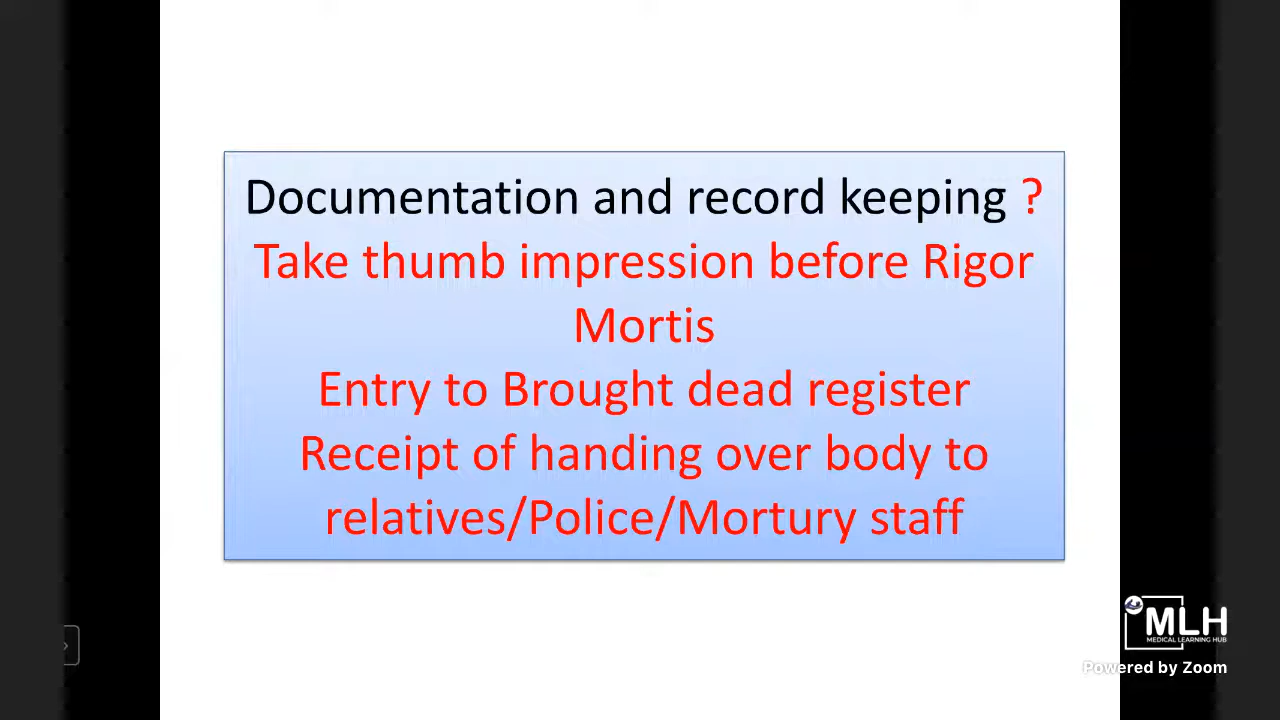 Documentation and record keeping ?
Take thumb impression before Rigor
Mortis
Entry to Brought dead register
Receipt of handing over body to
relatives/Police/Mortury staff
MLH
MEDICAL LEARNING HUB
Powered by Zoom